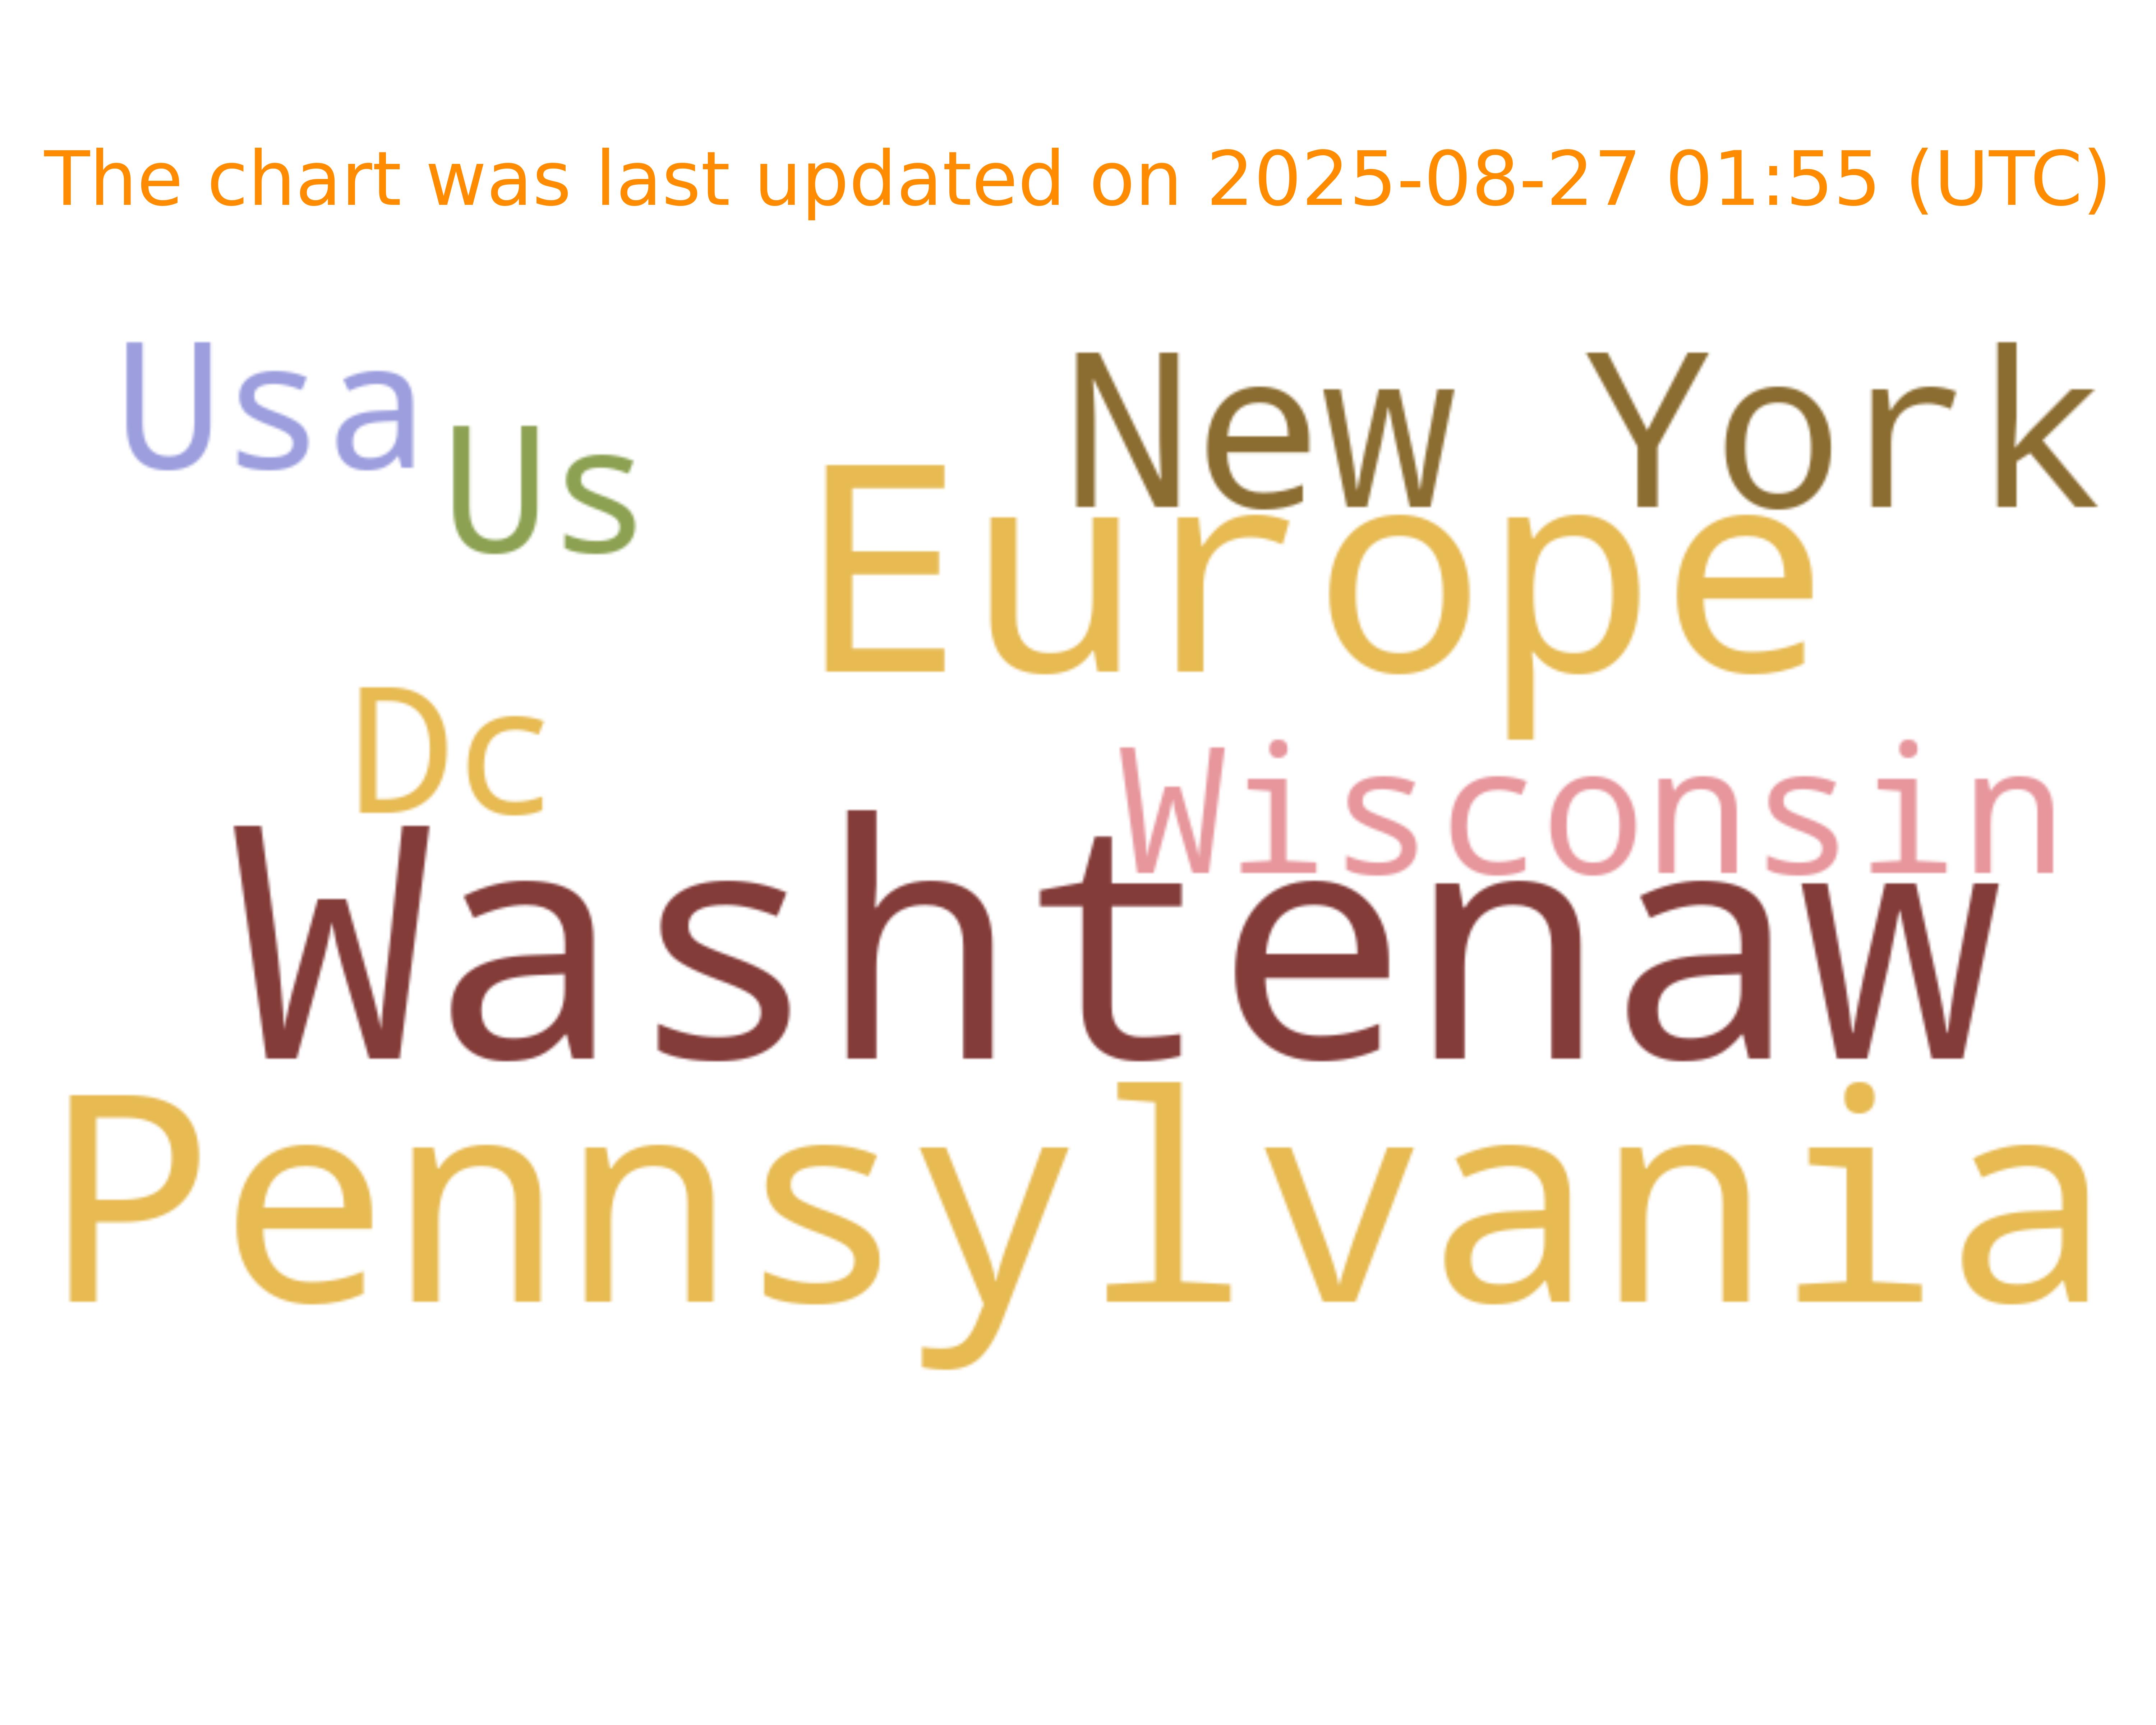 The chart was last updated on 2025-08-27 01:55 (UTC)
Usa
New York
Us
Europe
Dc
Wisconsin
Washtenaw
Pennsylvania